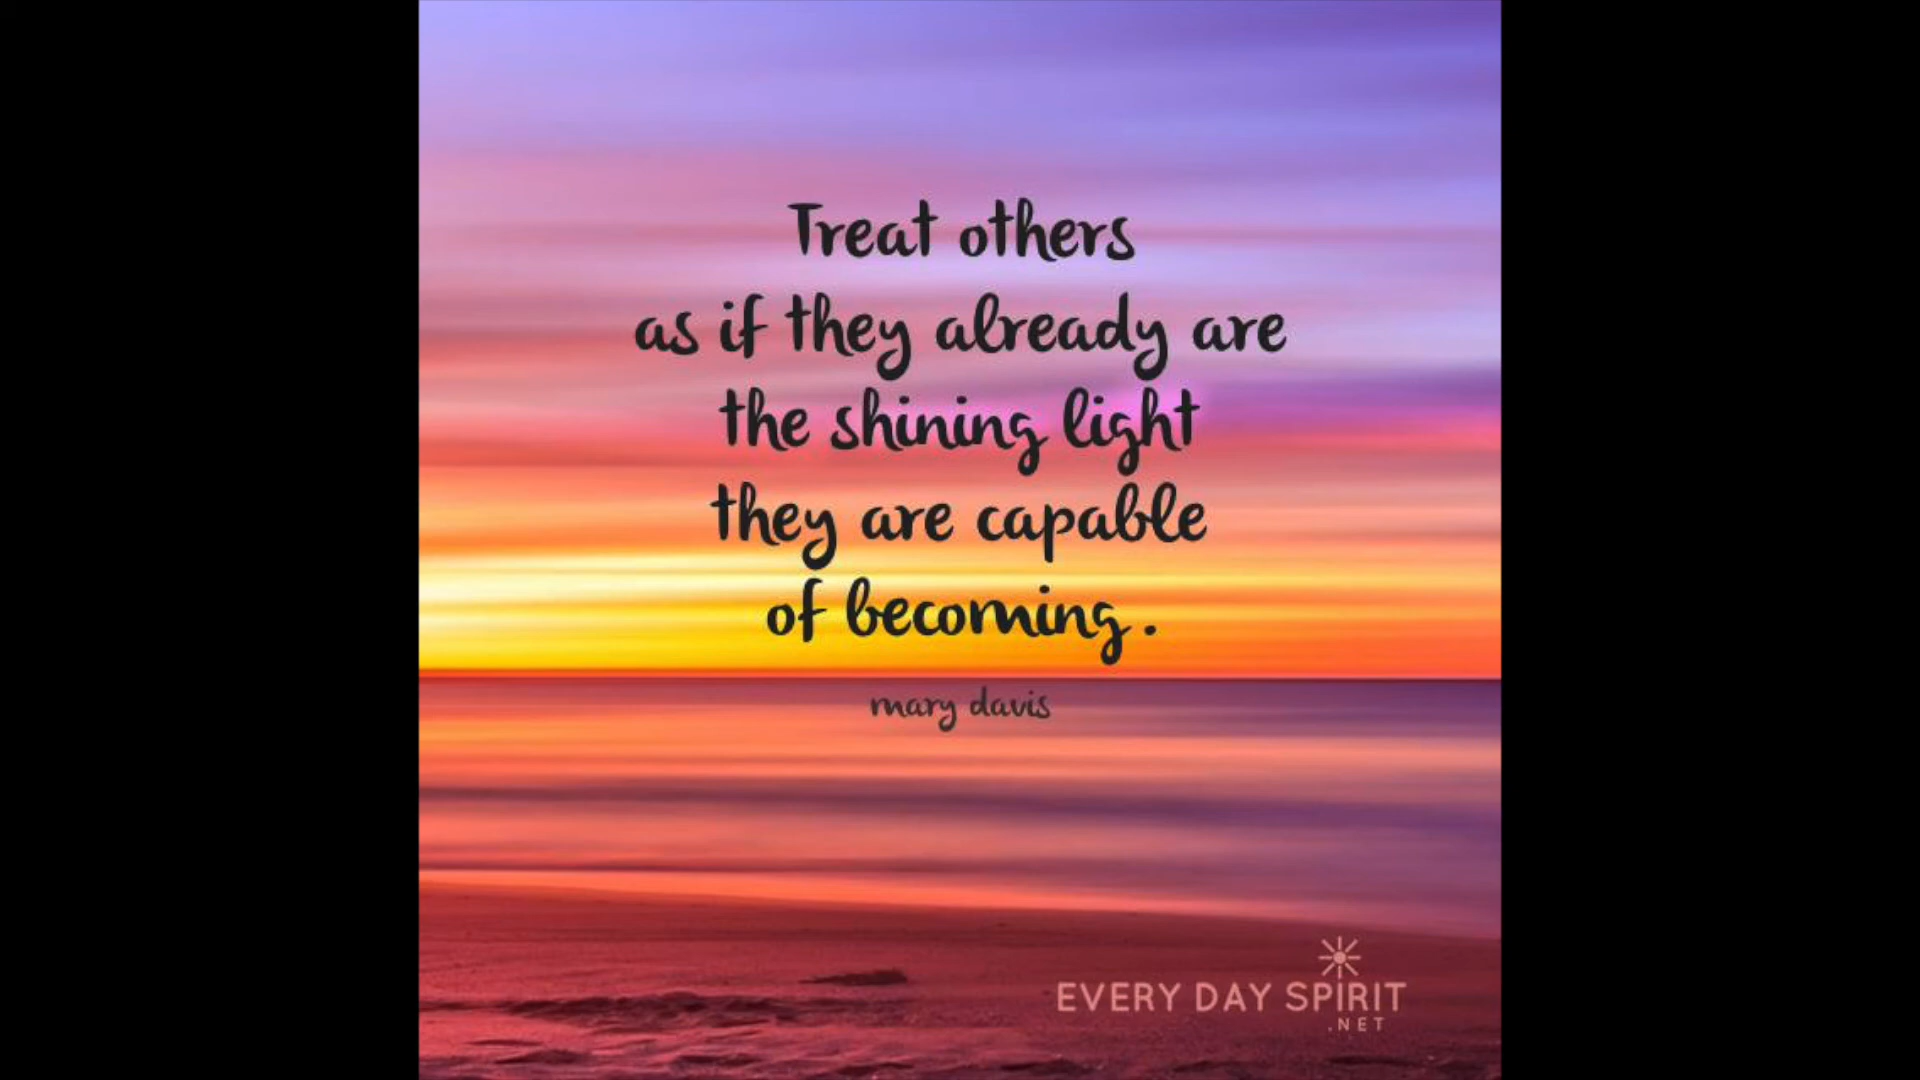 Treat others
as if they already are
the shining light
they are capable
of becoming.
mary davis
EVERY DAY SPIRIT
.NET